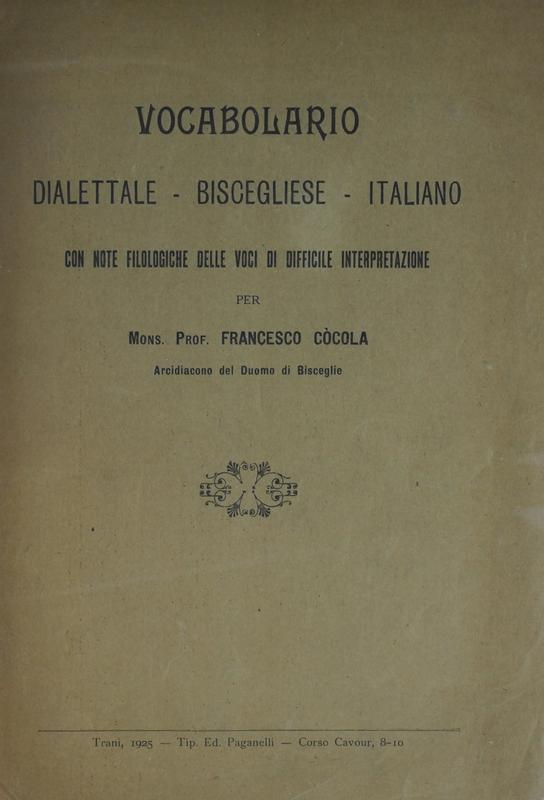 VOCABOLARIO
DIALETTALE - BISCEGLIESE - ITALIANO
CON NOTE FILOLOGICHE DELLE VOCI DI DIFFICILE INTERPRETAZIONE
PER
MONS. PROF. FRANCESCO CÒCOLA
Arcidiacono del Duomo di Bisceglie
Trani, 1925 — Tip. Ed. Paganelli — Corso Cavour, 8-10